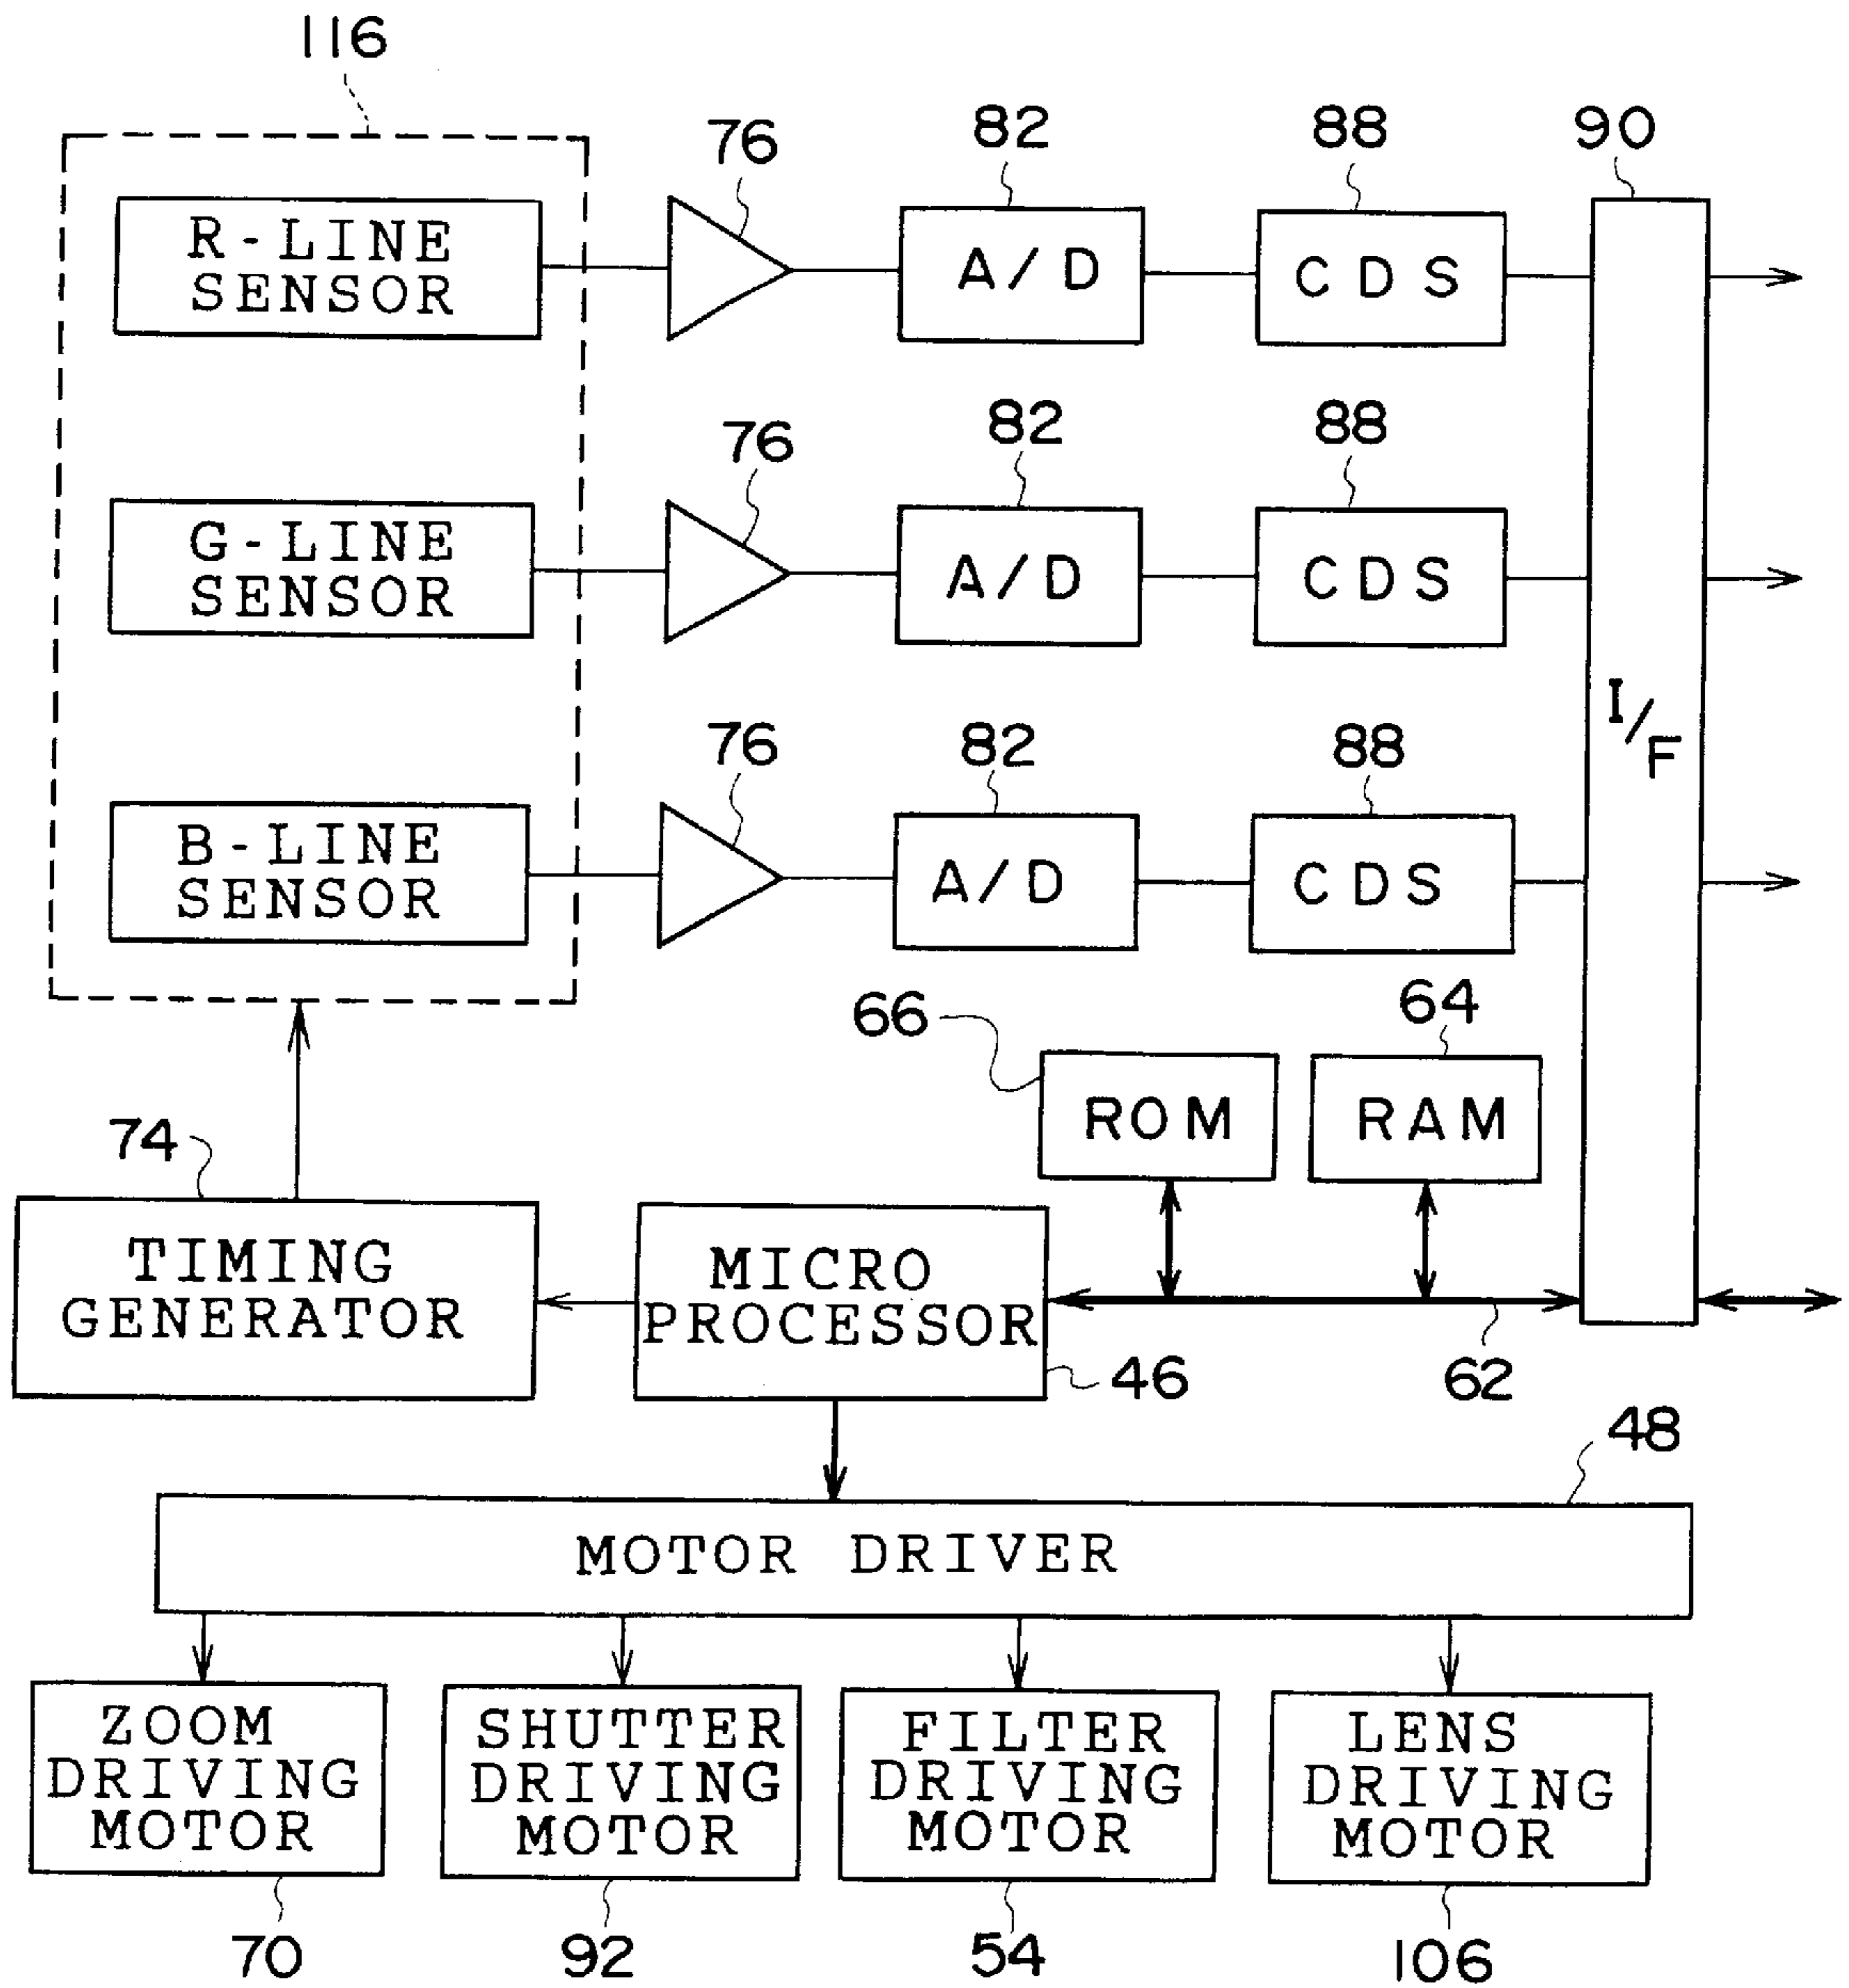 116
76
82
88
90
R-LINE
SENSOR
A/D
CDS
76
82
88
G-LINE
SENSOR
A/D
CDS
I/F
76
82
88
B-LINE
SENSOR
A/D
CDS
66
64
ROM
RAM
74
TIMING
GENERATOR
MICRO
PROCESSOR
46
62
48
MOTOR DRIVER
ZOOM
DRIVING
MOTOR
SHUTTER
DRIVING
MOTOR
FILTER
DRIVING
MOTOR
LENS
DRIVING
MOTOR
70
92
54
106